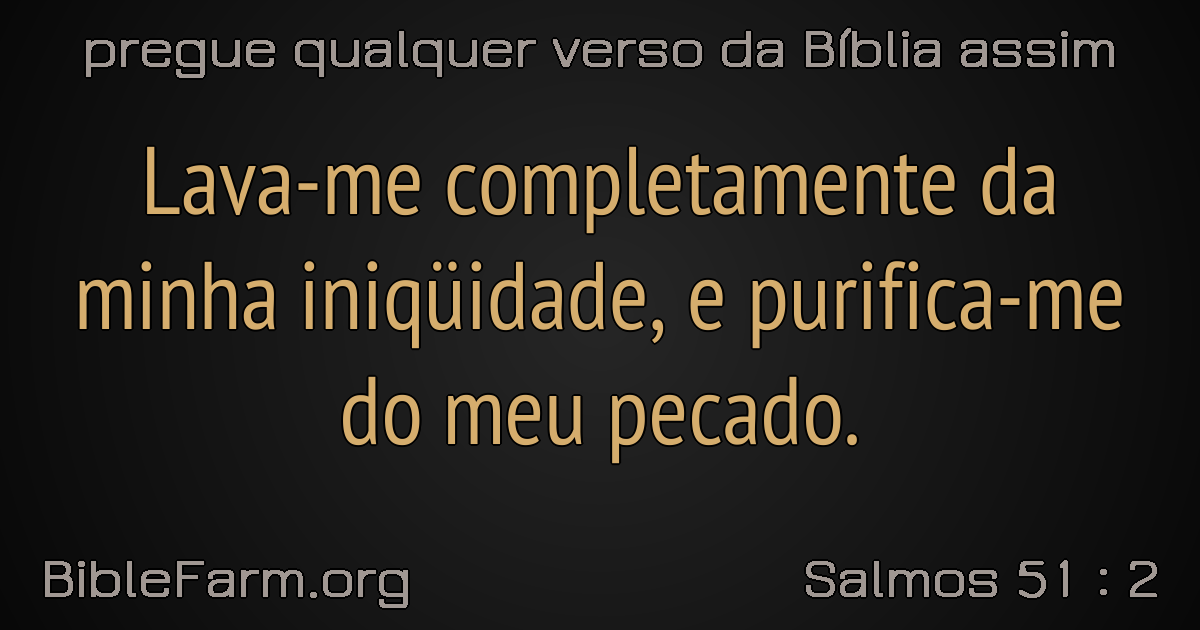 pregue qualquer verso da Bíblia assim
Lava-me completamente da
minha iniqüidade, e purifica-me
do meu pecado.
BibleFarm.org
Salmos 51 : 2